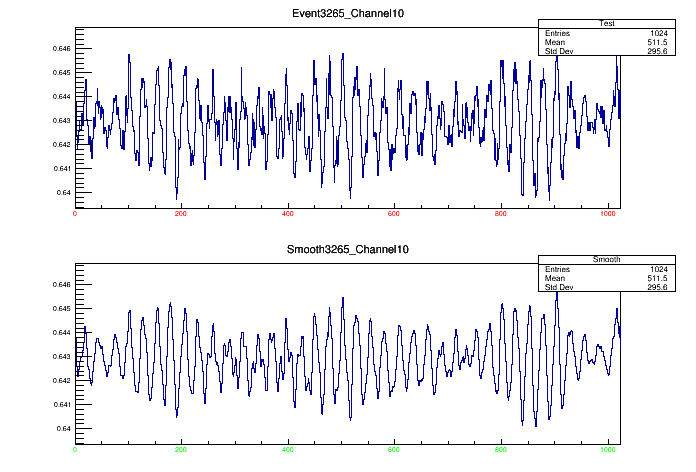 Event3265_Channel10
Test
Entries 1024
Mean 511.5
Std Dev 295.6
0.646
0.645
0.644
0.643
0.642
0.641
0.64
0 200 400 600 800 1000
Smooth3265_Channel10
Smooth
Entries 1024
Mean 511.5
Std Dev 295.6
0.646
0.645
0.644
0.643
0.642
0.641
0.64
0 200 400 600 800 1000